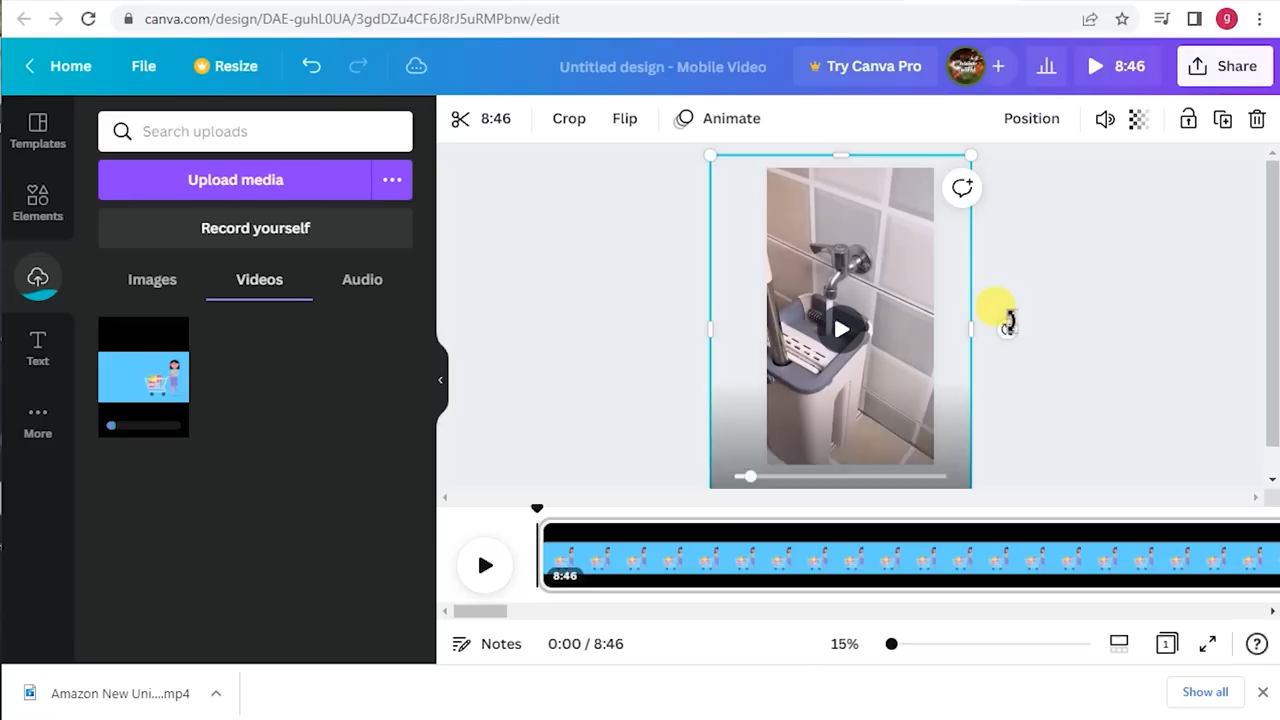 canva.com/design/DAE-guhL0UA/3gdDZu4CF6J8rJ5uRMPbnw/edit
g
Home
File
Resize
Untitled design - Mobile Video
Try Canva Pro
+
8:46
Share
8:46
Crop
Flip
Animate
Position
Templates
Elements
Text
More
Search uploads
Upload media
Record yourself
Images
Videos
Audio
8:46
Notes
0:00 / 8:46
15%
1
?
Amazon New Uni....mp4
Show all